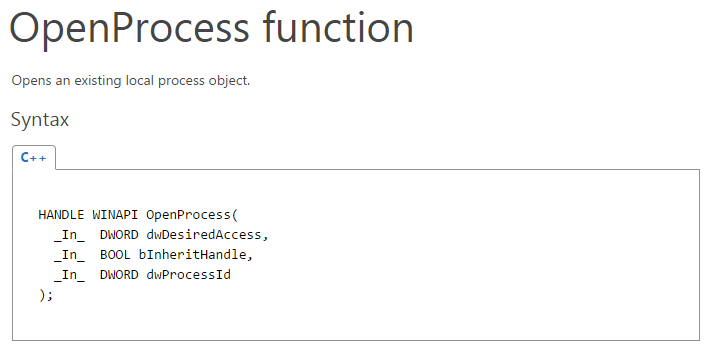 OpenProcess function
Opens an existing local process object.
Syntax
C++
HANDLE WINAPI OpenProcess(
  _In_  DWORD dwDesiredAccess,
  _In_  BOOL bInheritHandle,
  _In_  DWORD dwProcessId
);